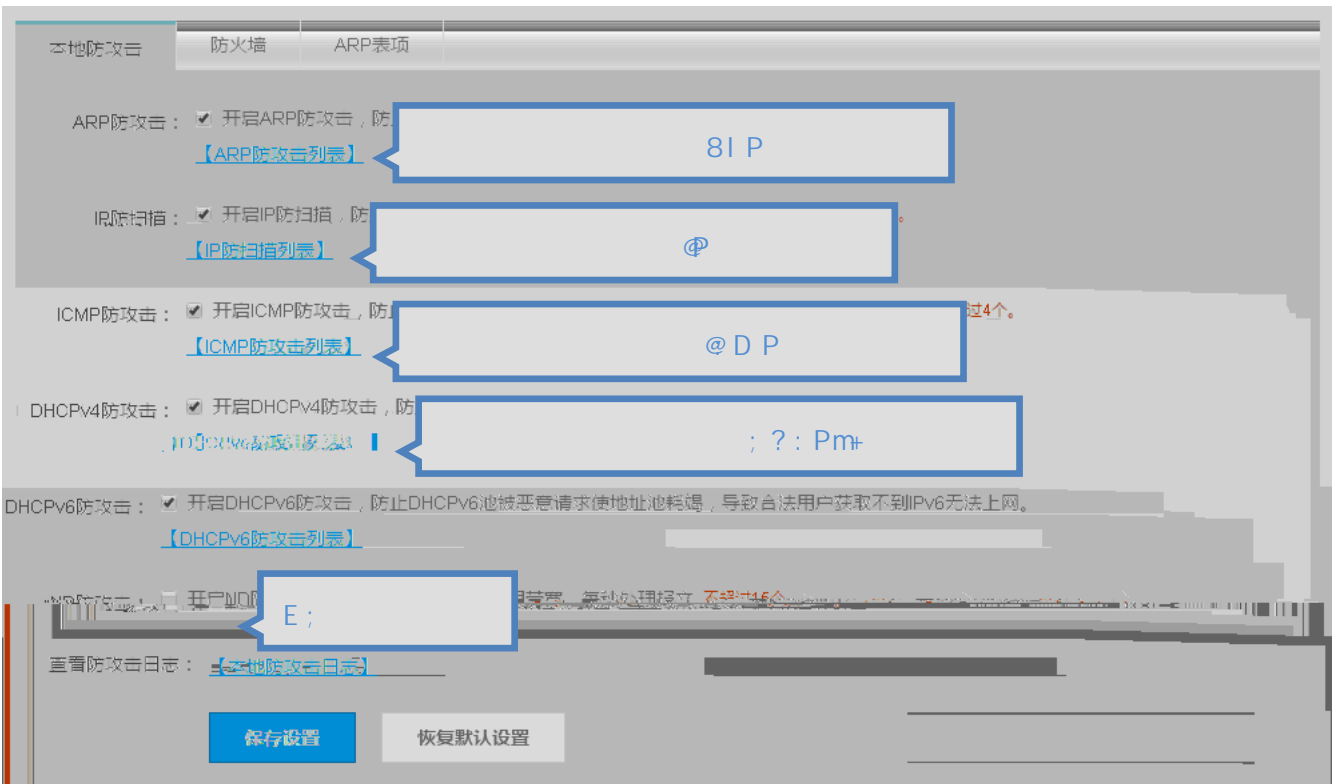 本地防攻击 防火墙 ARP表项
ARP防攻击： 开启ARP防攻击，防
8I P
【ARP防攻击列表】
IP防扫描： 开启IP防扫描，防
。
【IP防扫描列表】
@P
ICMP防攻击： 开启ICMP防攻击，防 过4个。
【ICMP防攻击列表】
@ D P
DHCPv4防攻击： 开启DHCPv4防攻击，防
; ? : Pm+
DHCPv6防攻击： 开启DHCPv6防攻击，防止DHCPv6池被恶意请求使地址池耗竭，导致合法用户获取不到IPv6无法上网。
【DHCPv6防攻击列表】
开启ND防
E ;
查看防攻击日志： 【本地防攻击日志】
保存设置 恢复默认设置